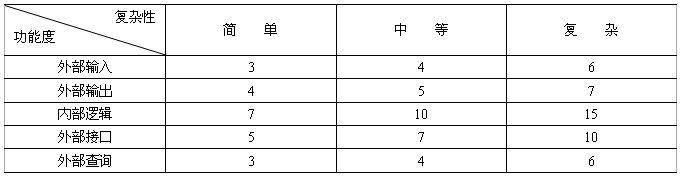 复杂性
功能度
简 单 中 等 复 杂
外部输入 3 4 6
外部输出 4 5 7
内部逻辑 7 10 15
外部接口 5 7 10
外部查询 3 4 6